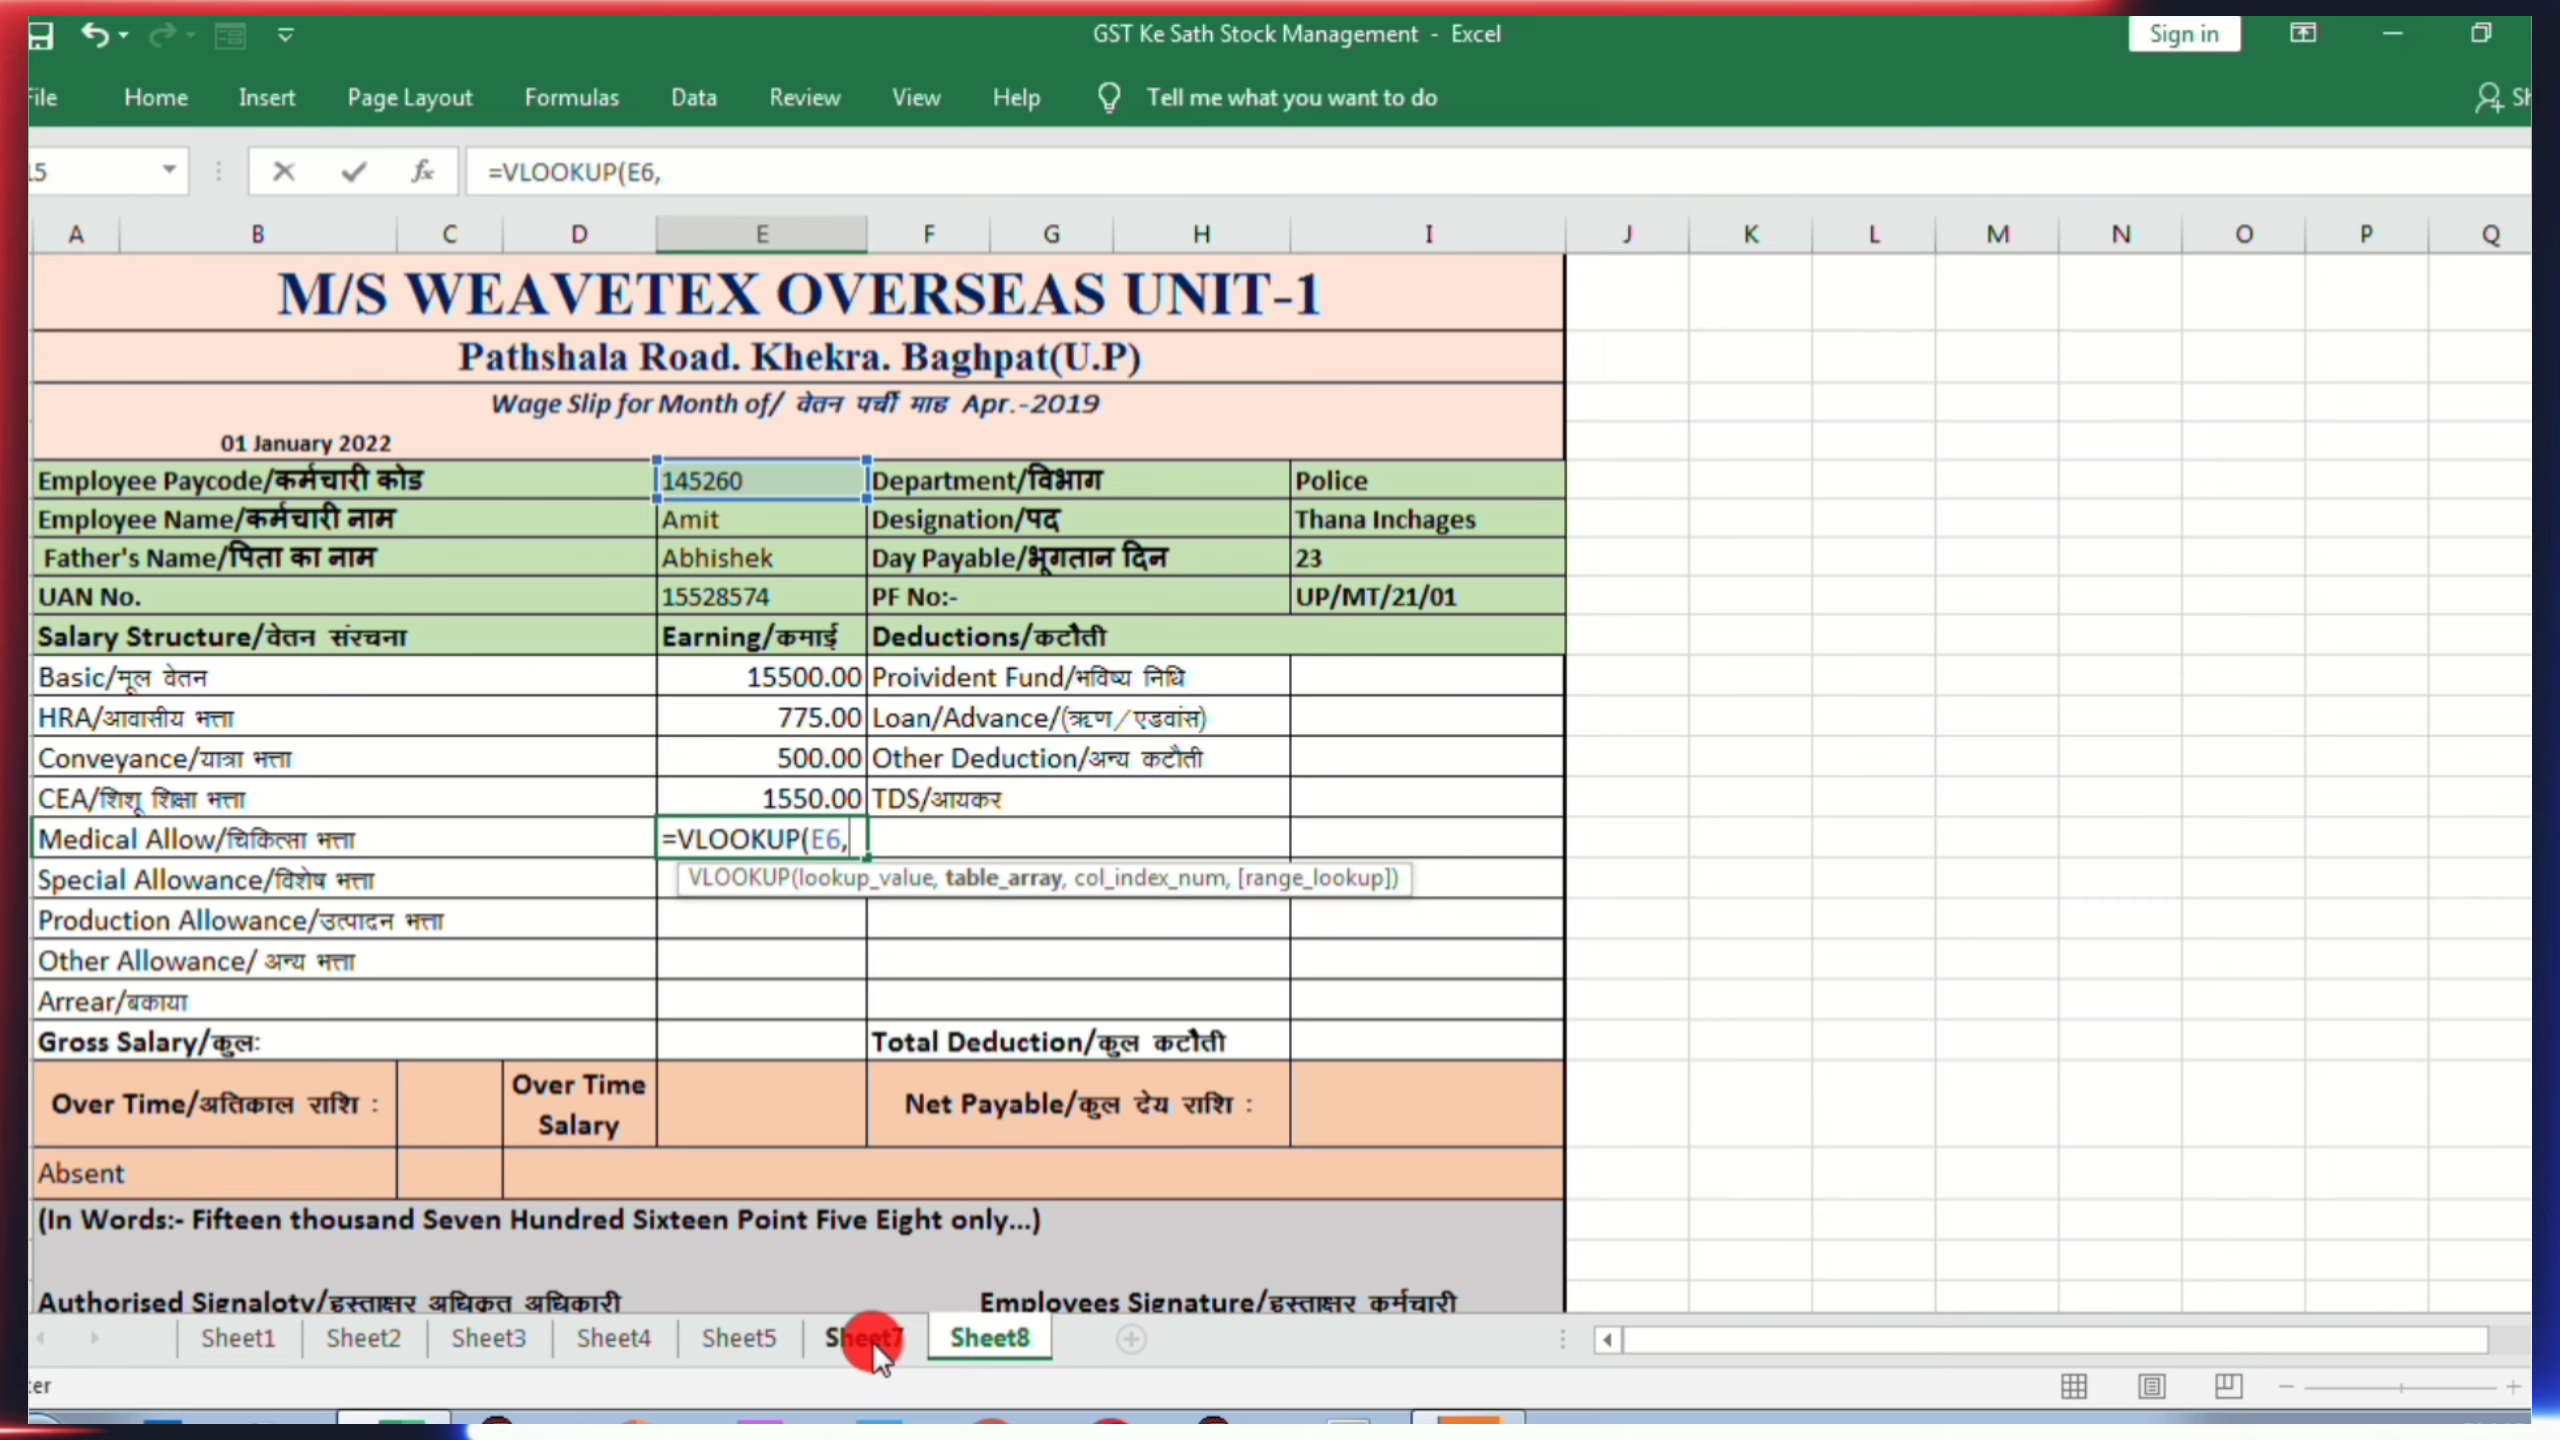 GST Ke Sath Stock Management - Excel
Sign in
File Home Insert Page Layout Formulas Data Review View Help Tell me what you want to do
=VLOOKUP(E6,
A B C D E F G H I J K L M N O P Q
M/S WEAVETEX OVERSEAS UNIT-1
Pathshala Road. Khekra. Baghpat(U.P)
Wage Slip for Month of/ वेतन पर्ची माह Apr.-2019
01 January 2022
Employee Paycode/कर्मचारी कोड 145260 Department/विभाग Police
Employee Name/कर्मचारी नाम Amit Designation/पद Thana Inchages
Father's Name/पिता का नाम Abhishek Day Payable/भूगतान दिन 23
UAN No. 15528574 PF No:- UP/MT/21/01
Salary Structure/वेतन संरचना Earning/कमाई Deductions/कटौती
Basic/मूल वेतन 15500.00 Proivident Fund/भविष्य निधि
HRA/आवासीय भत्ता 775.00 Loan/Advance/(ऋण/एडवांस)
Conveyance/यात्रा भत्ता 500.00 Other Deduction/अन्य कटौती
CEA/शिशू शिक्षा भत्ता 1550.00 TDS/आयकर
Medical Allow/चिकित्सा भत्ता =VLOOKUP(E6,
Special Allowance/विशेष भत्ता VLOOKUP(lookup_value, table_array, col_index_num, [range_lookup])
Production Allowance/उत्पादन भत्ता
Other Allowance/ अन्य भत्ता
Arrear/बकाया
Gross Salary/कुल: Total Deduction/कुल कटौती
Over Time/अतिकाल राशि : Over Time Salary Net Payable/कुल देय राशि :
Absent
(In Words:- Fifteen thousand Seven Hundred Sixteen Point Five Eight only...)
Authorised Signaloty/हस्ताक्षर अधिकत अधिकारी Employees Signature/हस्ताक्षर कर्मचारी
Sheet1 Sheet2 Sheet3 Sheet4 Sheet5 Sheet7 Sheet8